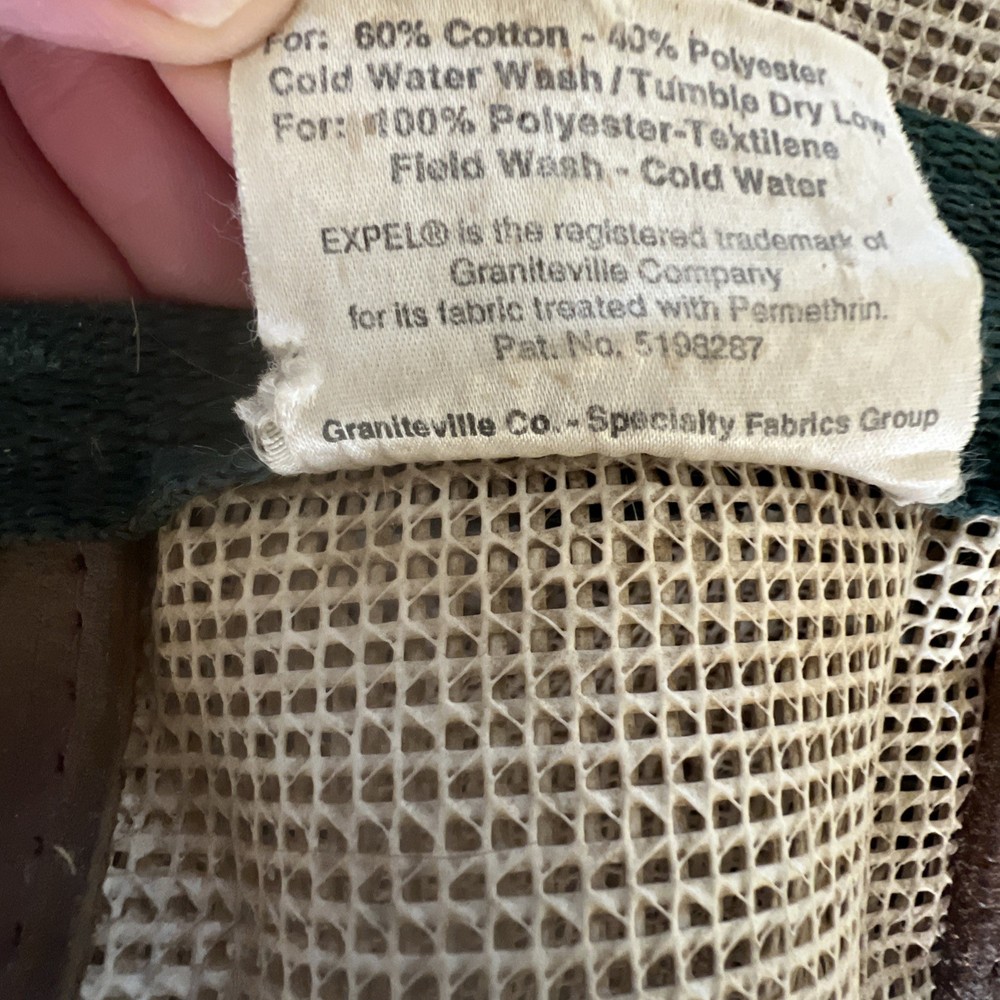 For: 60% Cotton - 40% Polyester
Cold Water Wash / Tumble Dry Low
For: 100% Polyester-Textilene
Field Wash - Cold Water
EXPEL® is the registered trademark of
Graniteville Company
for its fabric treated with Permethrin.
Pat. No. 5198287
Graniteville Co. - Specialty Fabrics Group